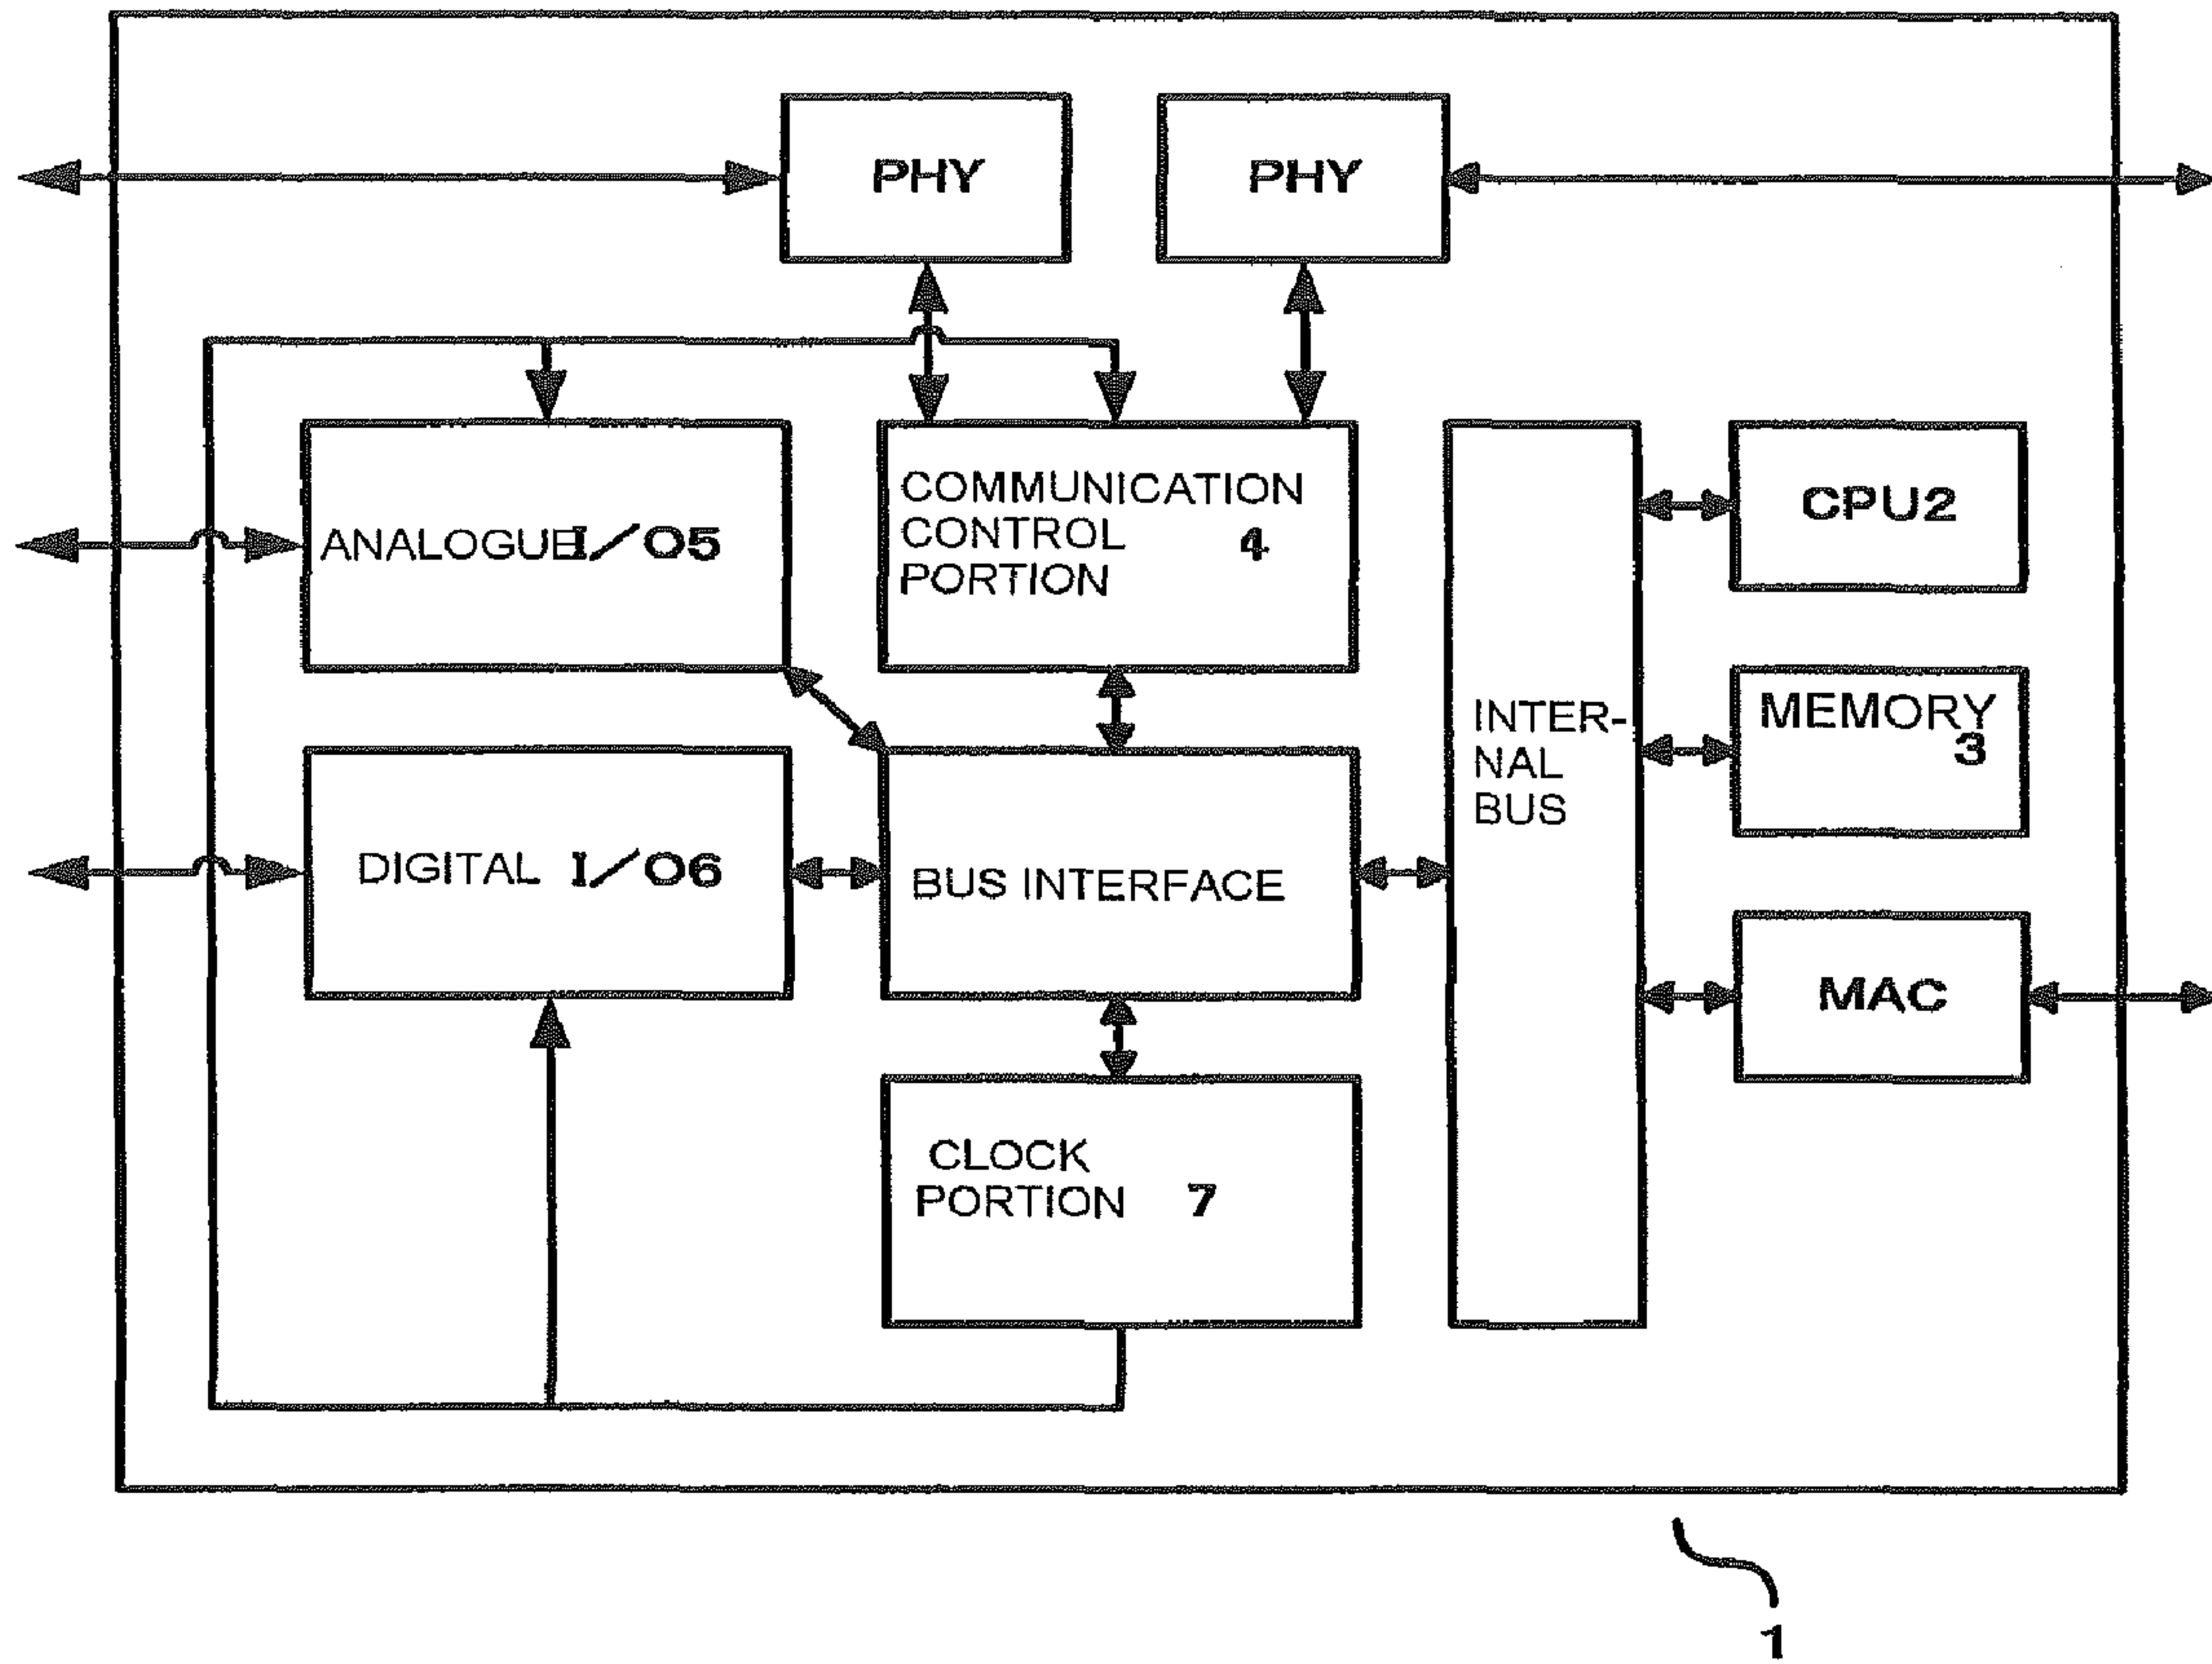 PHY
PHY
ANALOGUE I/O5
COMMUNICATION
CONTROL 4
PORTION
CPU2
INTER-
NAL
BUS
MEMORY
3
DIGITAL I/O6
BUS INTERFACE
MAC
CLOCK
PORTION 7
1